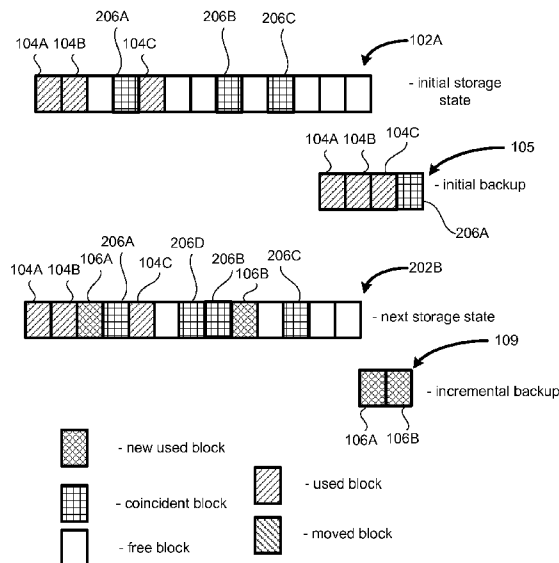 206A 206B 206C
104A 104B 104C 102A
- initial storage
state
104A 104B 104C 105
- initial backup
206A
206A 206D 206B 106B 206C
104A 104B 106A 104C 202B
- next storage state
109
- incremental backup
106A 106B
- new used block
- used block
- coincident block
- moved block
- free block